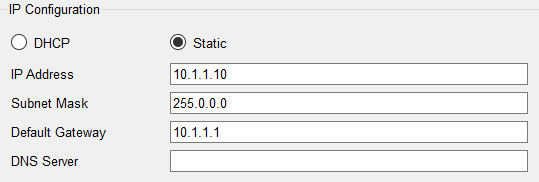 IP Configuration
DHCP Static
IP Address 10.1.1.10
Subnet Mask 255.0.0.0
Default Gateway 10.1.1.1
DNS Server